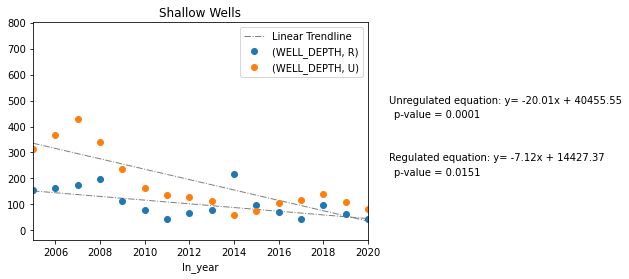 Shallow Wells
800
700
600
500
400
300
200
100
0
Linear Trendline
(WELL_DEPTH, R)
(WELL_DEPTH, U)
Unregulated equation: y= -20.01x + 40455.55
p-value = 0.0001
Regulated equation: y= -7.12x + 14427.37
p-value = 0.0151
2006 2008 2010 2012 2014 2016 2018 2020
In_year